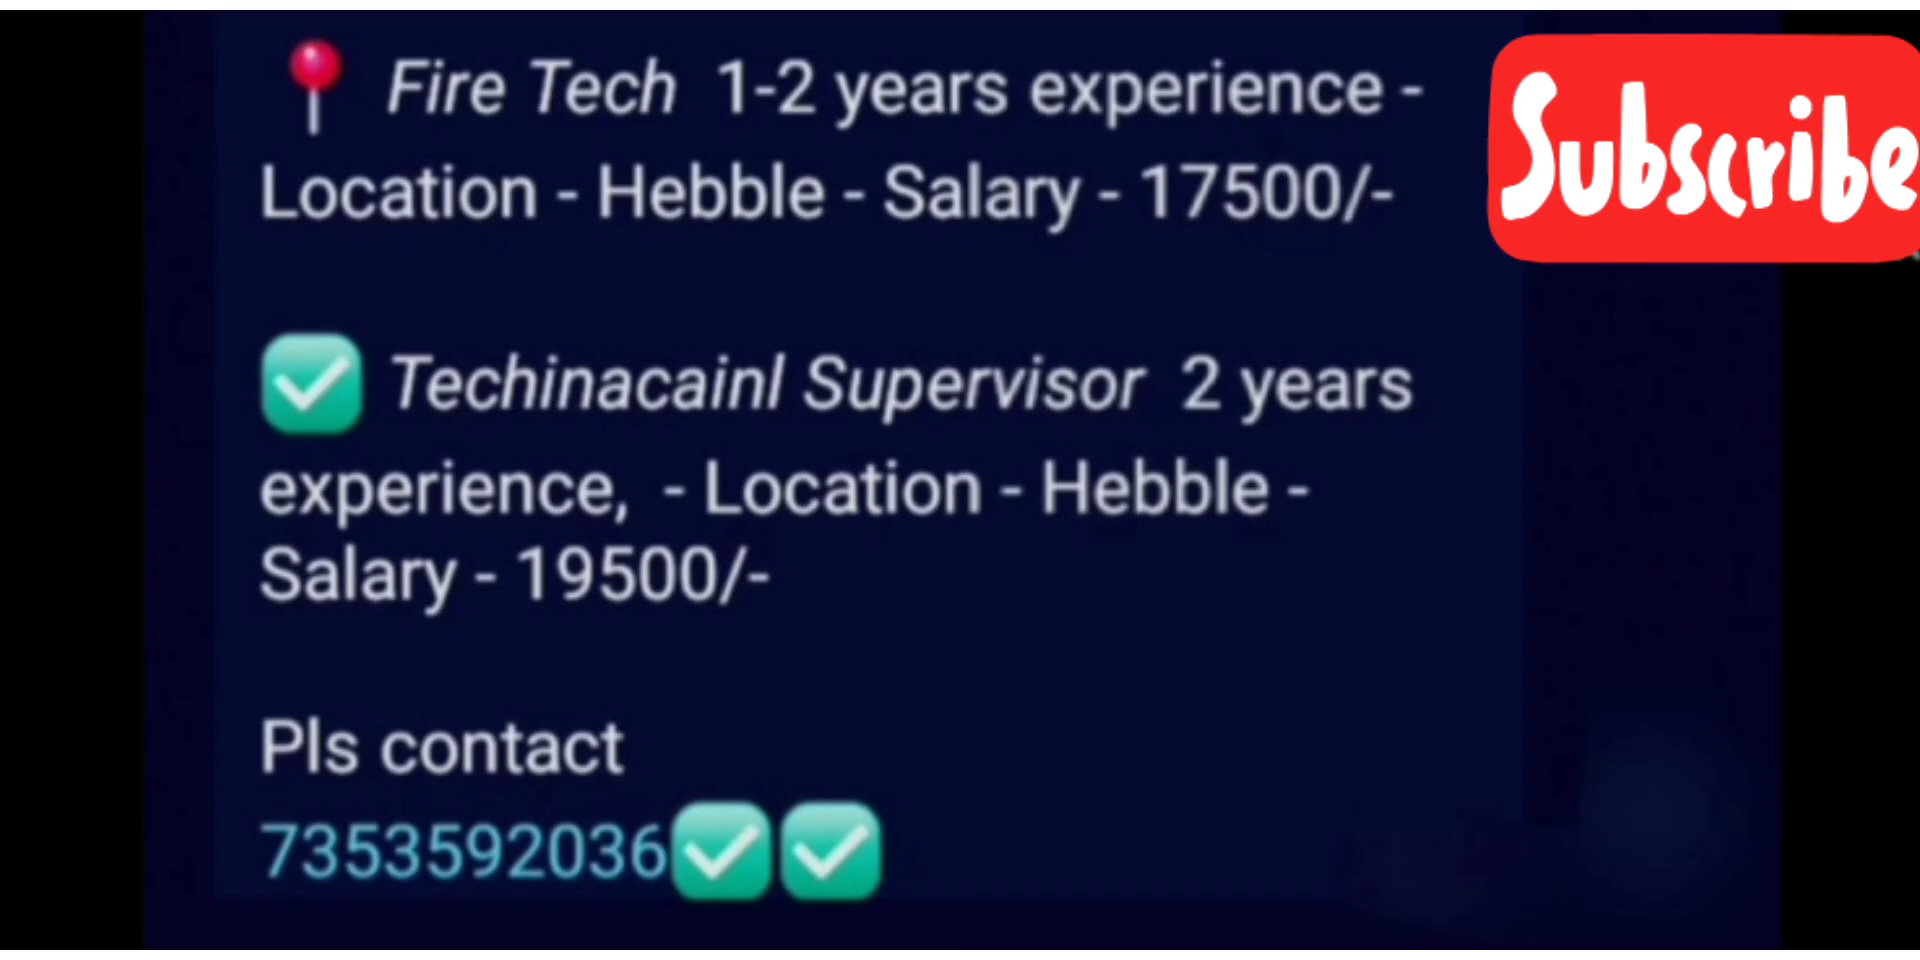 📍 Fire Tech 1-2 years experience -
Location - Hebble - Salary - 17500/-
Subscribe
✅ Techinacainl Supervisor 2 years
experience, - Location - Hebble -
Salary - 19500/-
Pls contact
7353592036✅✅